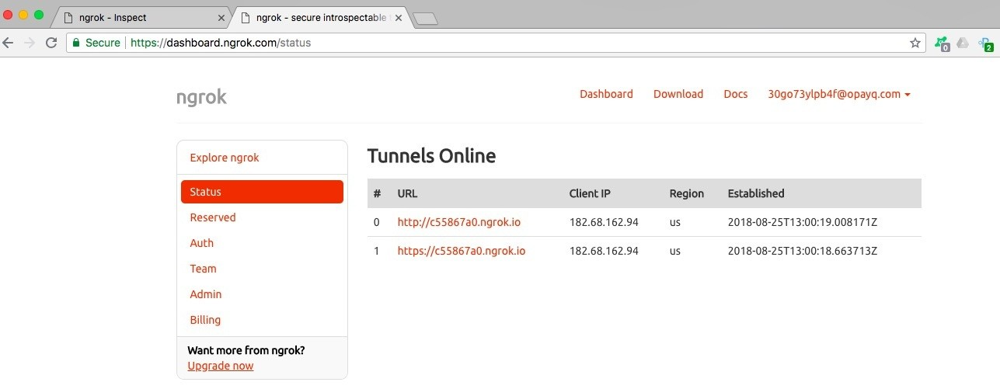 ngrok - Inspect
ngrok - secure introspectable
Secure https://dashboard.ngrok.com/status
0
2
ngrok
Dashboard Download Docs 30go73ylpb4f@opayq.com
Explore ngrok
Status
Reserved
Auth
Team
Admin
Billing
Want more from ngrok?
Upgrade now
Tunnels Online
# URL Client IP Region Established
0 http://c55867a0.ngrok.io 182.68.162.94 us 2018-08-25T13:00:19.008171Z
1 https://c55867a0.ngrok.io 182.68.162.94 us 2018-08-25T13:00:18.663713Z